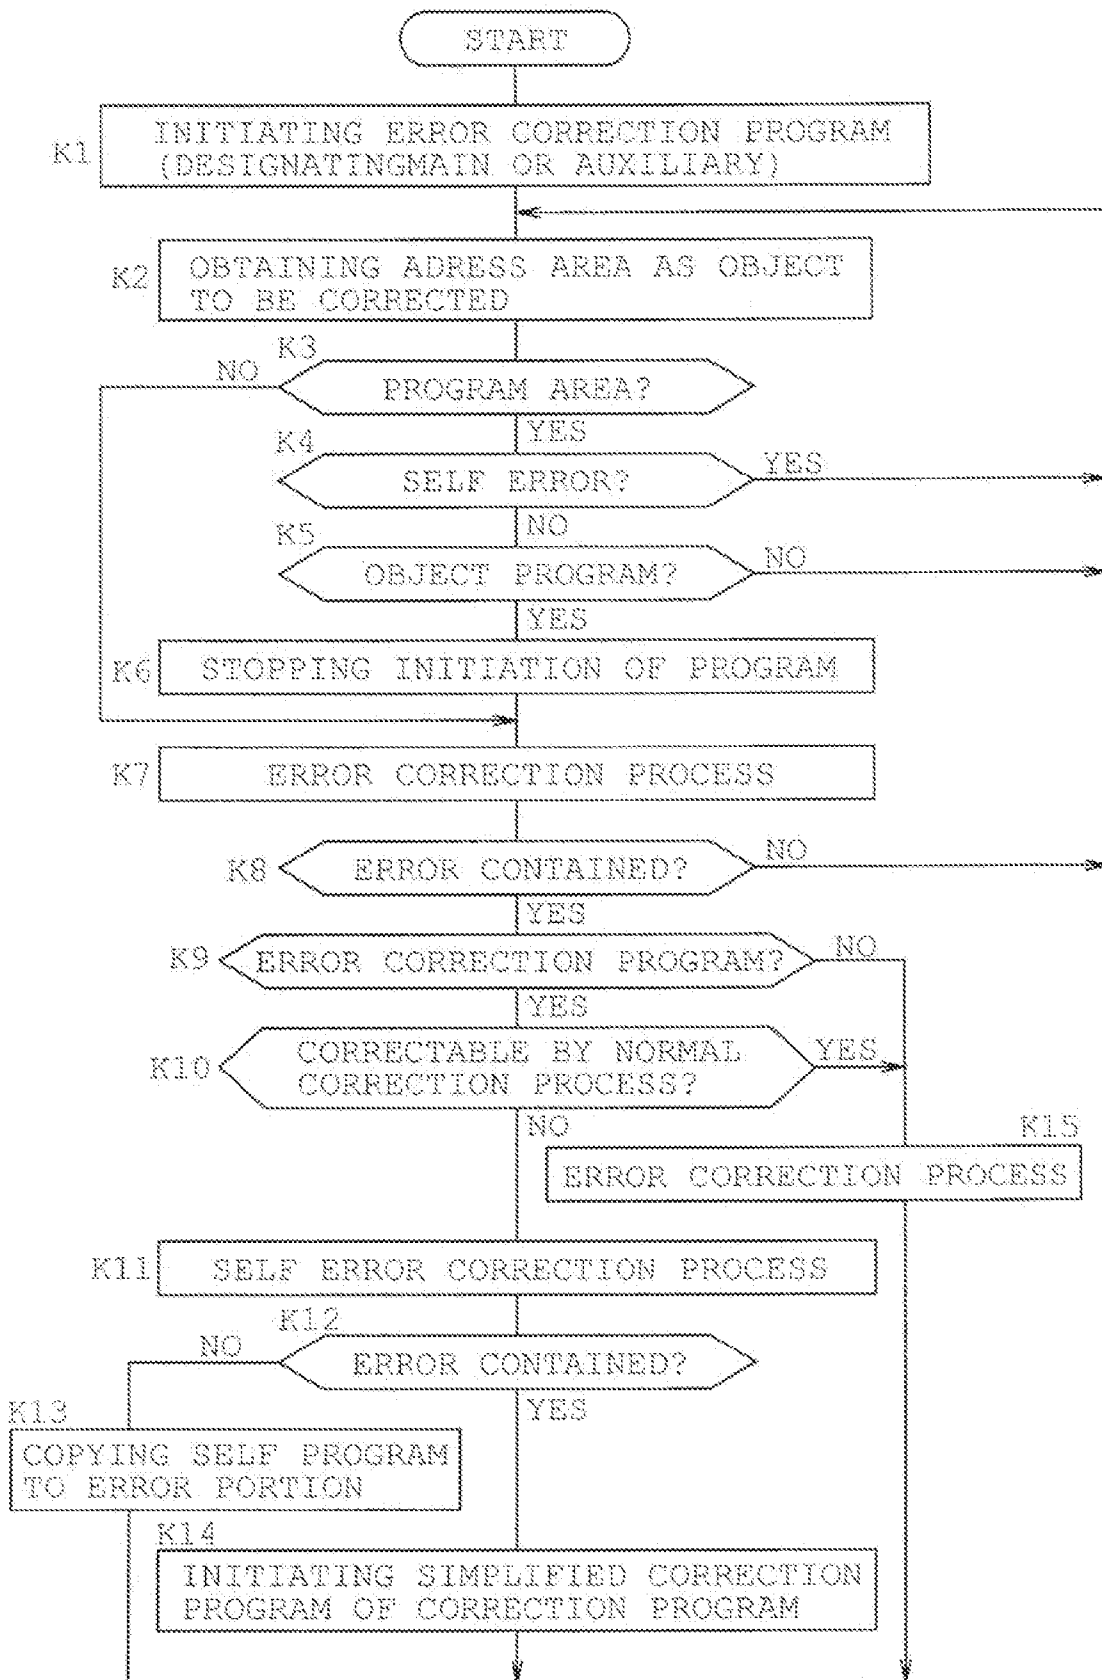 START
K1
INITIATING ERROR CORRECTION PROGRAM
(DESIGNATINGMAIN OR AUXILIARY)
K2
OBTAINING ADRESS AREA AS OBJECT
TO BE CORRECTED
K3
NO
PROGRAM AREA?
YES
K4
SELF ERROR?
YES
NO
K5
OBJECT PROGRAM?
NO
YES
K6
STOPPING INITIATION OF PROGRAM
K7
ERROR CORRECTION PROCESS
K8
ERROR CONTAINED?
NO
YES
K9
ERROR CORRECTION PROGRAM?
NO
YES
K10
CORRECTABLE BY NORMAL
CORRECTION PROCESS?
YES
NO
K15
ERROR CORRECTION PROCESS
K11
SELF ERROR CORRECTION PROCESS
K12
NO
ERROR CONTAINED?
YES
K13
COPYING SELF PROGRAM
TO ERROR PORTION
K14
INITIATING SIMPLIFIED CORRECTION
PROGRAM OF CORRECTION PROGRAM